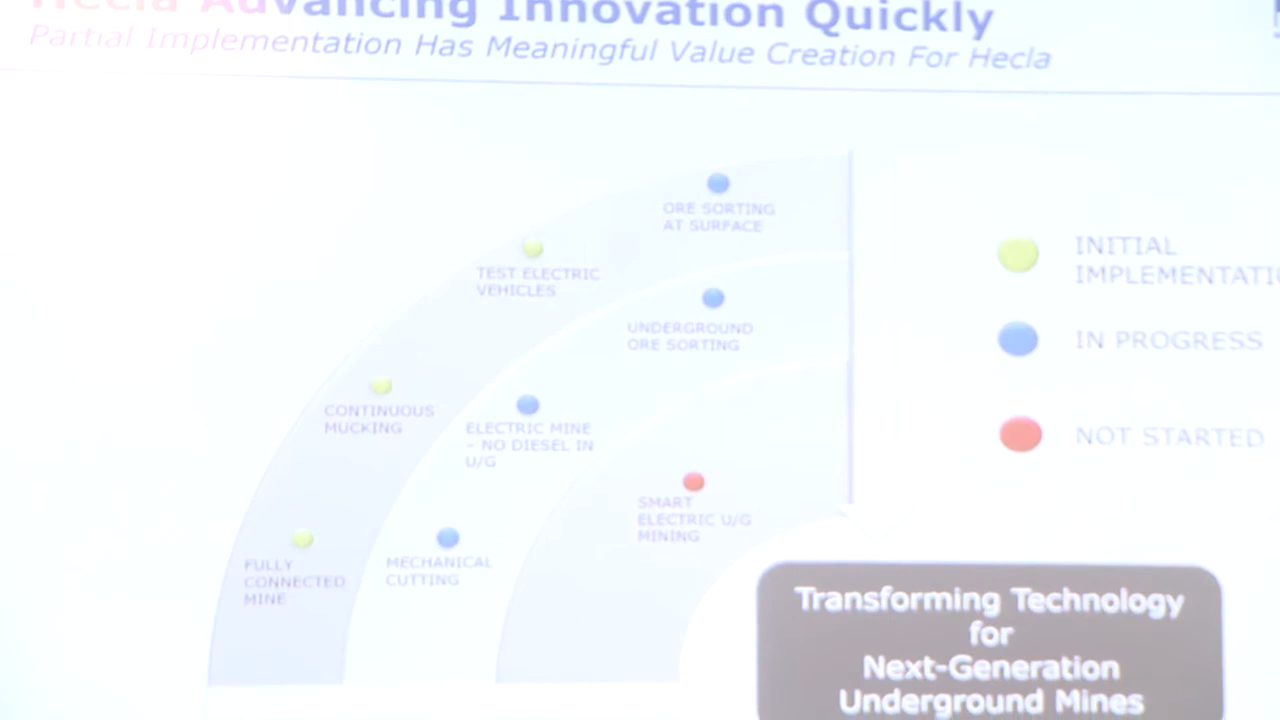 Hecla Advancing Innovation Quickly
Partial Implementation Has Meaningful Value Creation For Hecla
ORE SORTING
AT SURFACE
TEST ELECTRIC
VEHICLES
UNDERGROUND
ORE SORTING
CONTINUOUS
MUCKING
ELECTRIC MINE
– NO DIESEL IN
U/G
SMART
ELECTRIC U/G
MINING
FULLY
CONNECTED
MINE
MECHANICAL
CUTTING
INITIAL
IMPLEMENTATI
IN PROGRESS
NOT STARTED
Transforming Technology
for
Next-Generation
Underground Mines